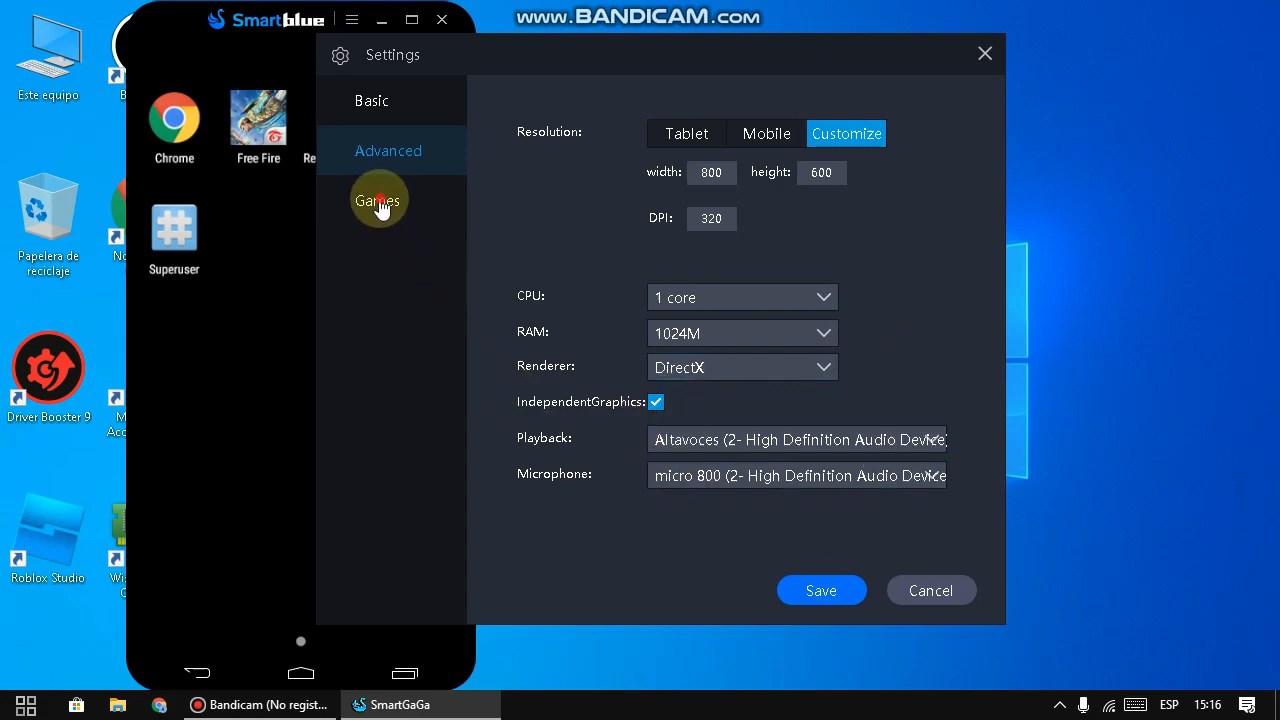 www.BANDICAM.com
Smartblue
Settings
Basic
Advanced
Games
Resolution:
Tablet
Mobile
Customize
width:
800
height:
600
DPI:
320
CPU:
1 core
RAM:
1024M
Renderer:
DirectX
IndependentGraphics:
Playback:
Altavoces (2- High Definition Audio Device)
Microphone:
micro 800 (2- High Definition Audio Device
Save
Cancel
Chrome
Free Fire
Re
Superuser
Este equipo
Papelera de
reciclaje
Driver Booster 9
Roblox Studio
Bandicam (No regist...
SmartGaGa
ESP
15:16